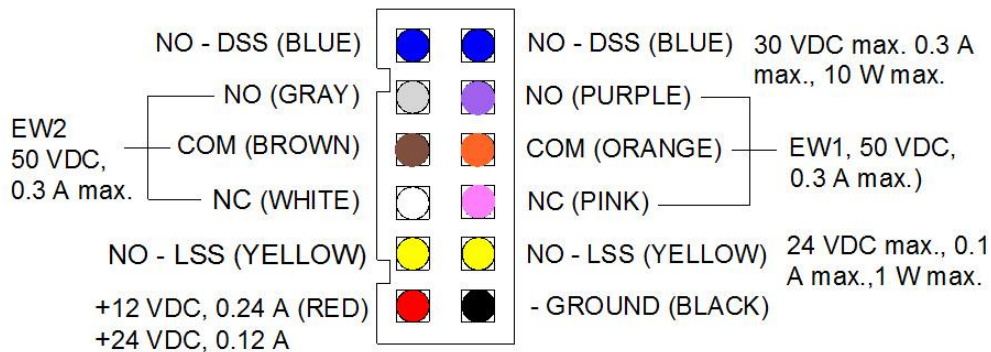 NO - DSS (BLUE)
NO - DSS (BLUE)
30 VDC max. 0.3 A
max., 10 W max.
NO (GRAY)
NO (PURPLE)
EW2
50 VDC,
0.3 A max.
COM (BROWN)
COM (ORANGE)
EW1, 50 VDC,
0.3 A max.)
NC (WHITE)
NC (PINK)
NO - LSS (YELLOW)
NO - LSS (YELLOW)
24 VDC max., 0.1
A max.,1 W max.
+12 VDC, 0.24 A (RED)
+24 VDC, 0.12 A
- GROUND (BLACK)